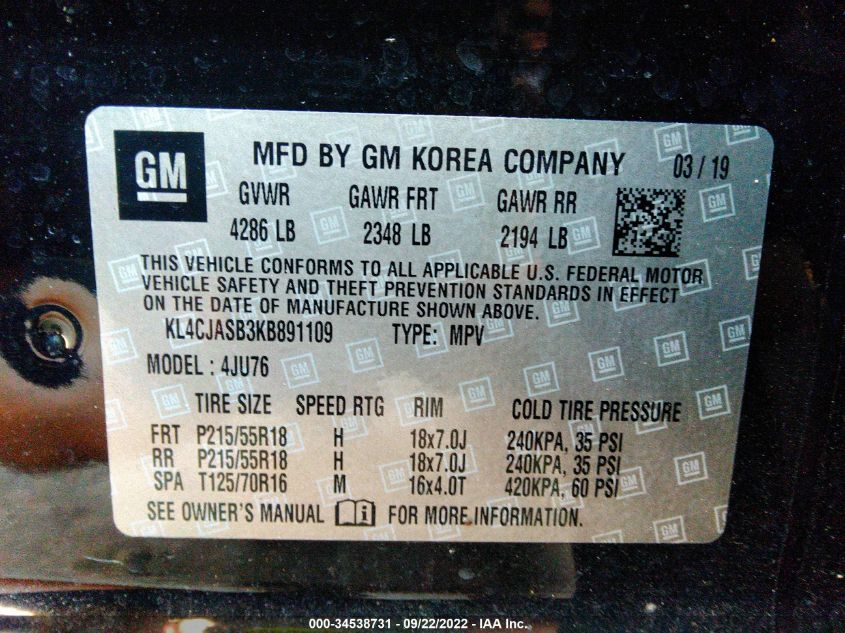 GM MFD BY GM KOREA COMPANY 03 / 19
GVWR GAWR FRT GAWR RR
4286 LB 2348 LB 2194 LB
THIS VEHICLE CONFORMS TO ALL APPLICABLE U.S. FEDERAL MOTOR
VEHICLE SAFETY AND THEFT PREVENTION STANDARDS IN EFFECT
ON THE DATE OF MANUFACTURE SHOWN ABOVE.
KL4CJASB3KB891109 TYPE: MPV
MODEL : 4JU76
TIRE SIZE SPEED RTG RIM COLD TIRE PRESSURE
FRT P215/55R18 H 18x7.0J 240KPA, 35 PSI
RR P215/55R18 H 18x7.0J 240KPA, 35 PSI
SPA T125/70R16 M 16x4.0T 420KPA, 60 PSI
SEE OWNER'S MANUAL i FOR MORE INFORMATION.
000-34538731 - 09/22/2022 - IAA Inc.